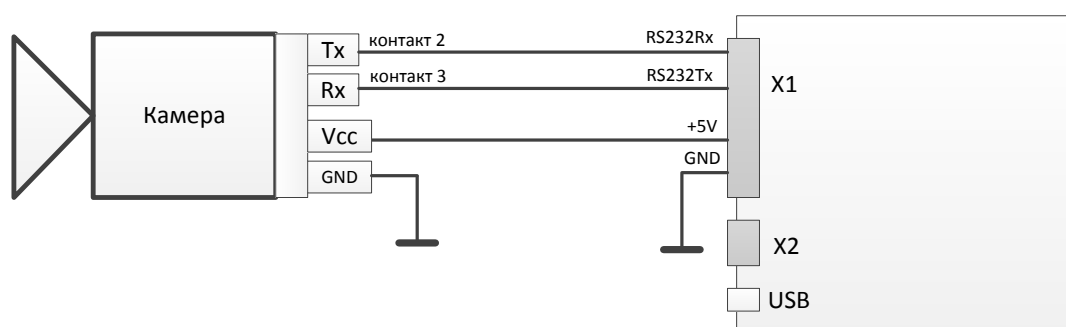 Tx контакт 2 RS232Rx
Rx контакт 3 RS232Tx X1
Камера
Vcc +5V
GND GND
X2
USB